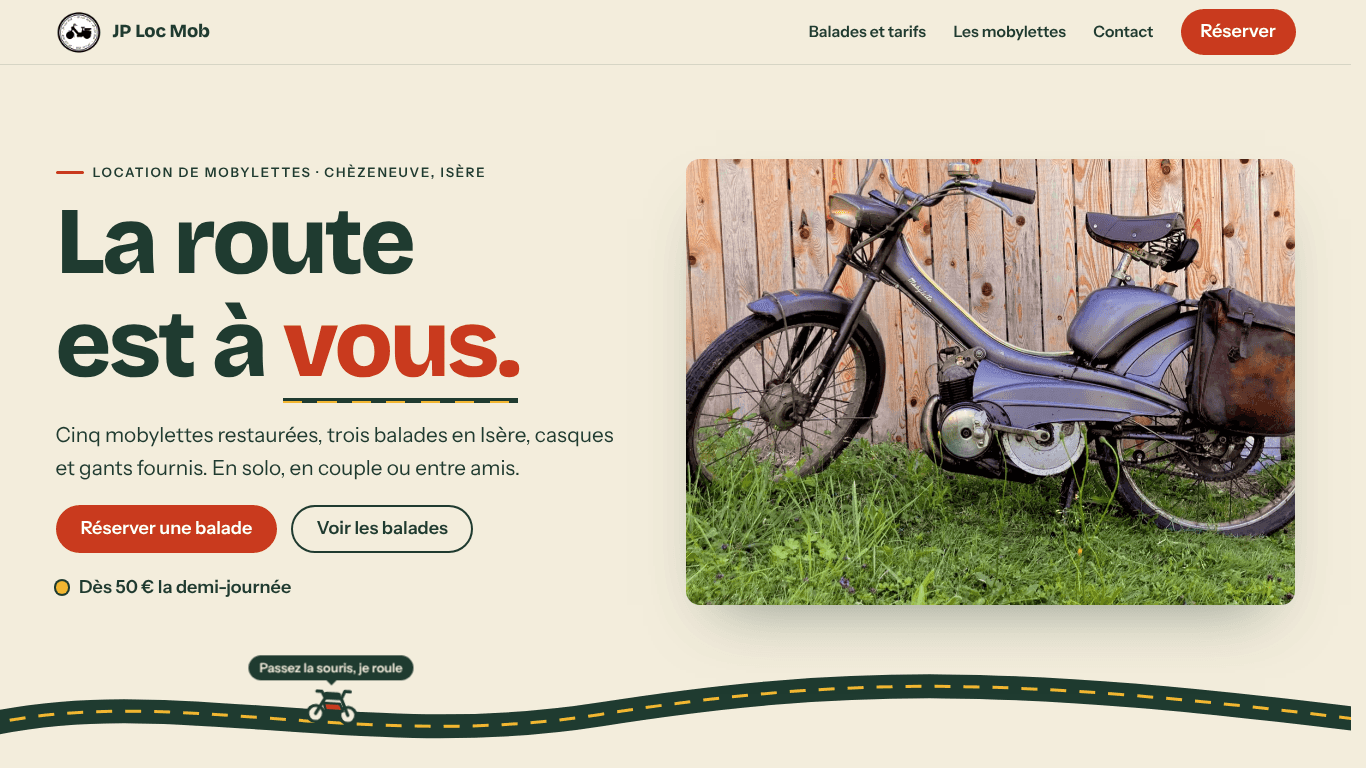 JP Loc Mob
Balades et tarifs
Les mobylettes
Contact
Réserver
LOCATION DE MOBYLETTES · CHÈZENEUVE, ISÈRE
La route
est à vous.
Cinq mobylettes restaurées, trois balades en Isère, casques
et gants fournis. En solo, en couple ou entre amis.
Réserver une balade
Voir les balades
Dès 50 € la demi-journée
Passez la souris, je roule